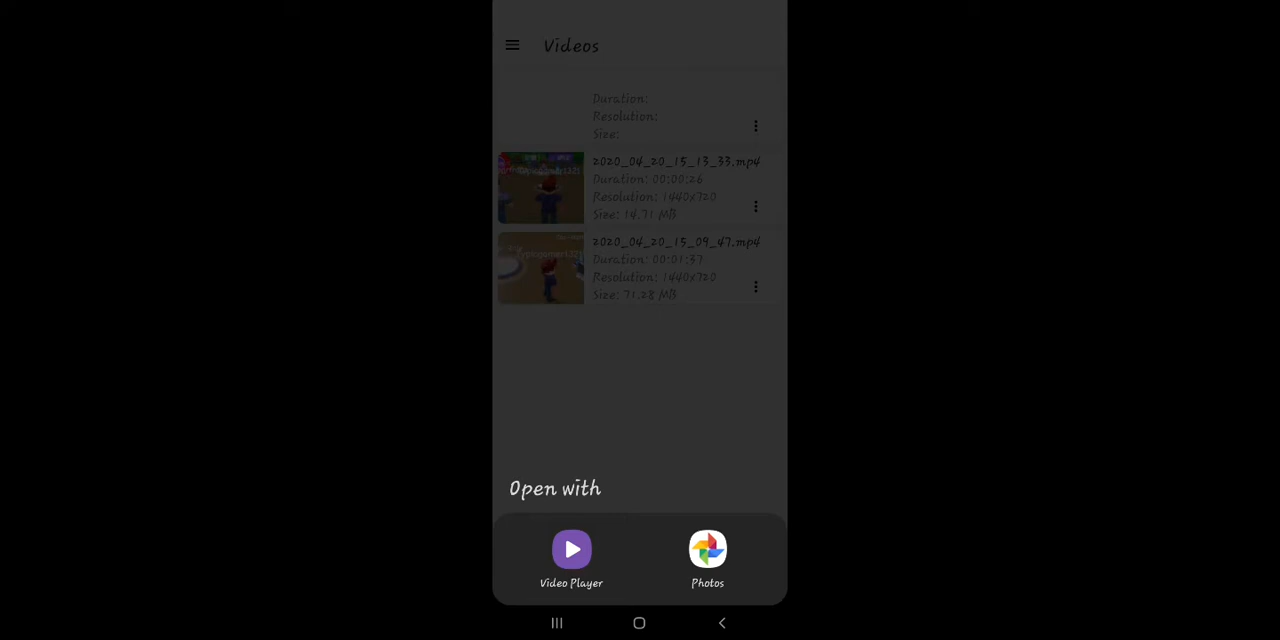 Videos
Duration:
Resolution:
Size:
2020_04_20_15_13_33.mp4
Duration: 00:00:26
Resolution: 1440x720
Size: 14.71 MB
2020_04_20_15_09_47.mp4
Duration: 00:01:37
Resolution: 1440x720
Size: 71.28 MB
Open with
Video Player
Photos